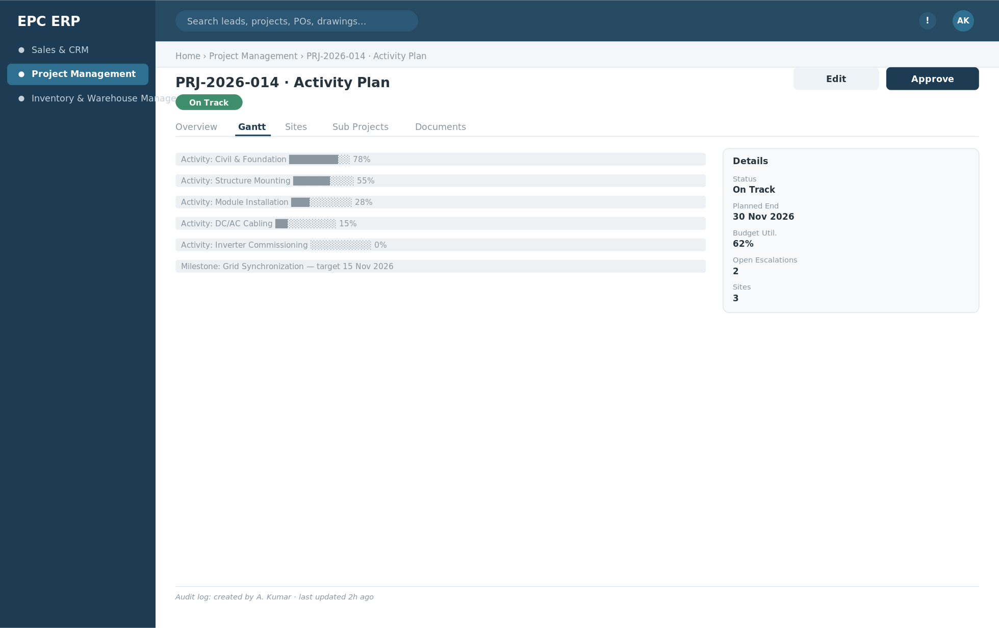 EPC ERP
Search leads, projects, POs, drawings...
!
AK
Sales & CRM
Project Management
Inventory & Warehouse Manage
Home › Project Management › PRJ-2026-014 · Activity Plan
PRJ-2026-014 · Activity Plan
Edit
Approve
On Track
Overview
Gantt
Sites
Sub Projects
Documents
Activity: Civil & Foundation ████████████████░░░░ 78%
Activity: Structure Mounting ████████████░░░░░░░░ 55%
Activity: Module Installation ██████░░░░░░░░░░░░░░ 28%
Activity: DC/AC Cabling ████░░░░░░░░░░░░░░░░ 15%
Activity: Inverter Commissioning ░░░░░░░░░░░░░░░░░░░░ 0%
Milestone: Grid Synchronization — target 15 Nov 2026
Details
Status
On Track
Planned End
30 Nov 2026
Budget Util.
62%
Open Escalations
2
Sites
3
Audit log: created by A. Kumar · last updated 2h ago